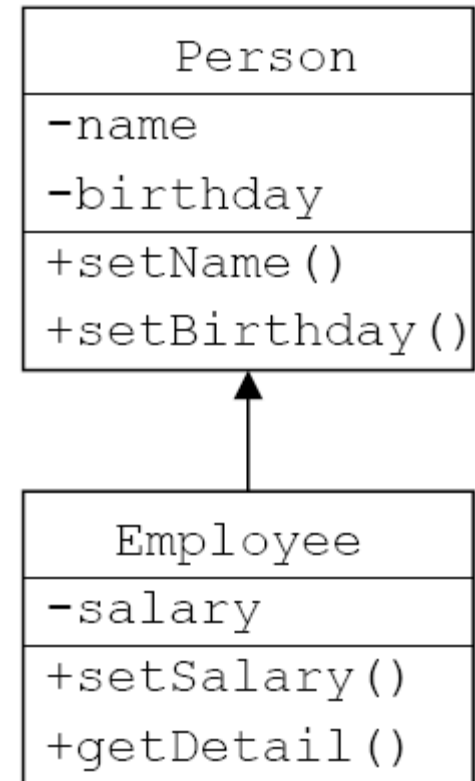 Person
-name
-birthday
+setName()
+setBirthday()
Employee
-salary
+setSalary()
+getDetail()